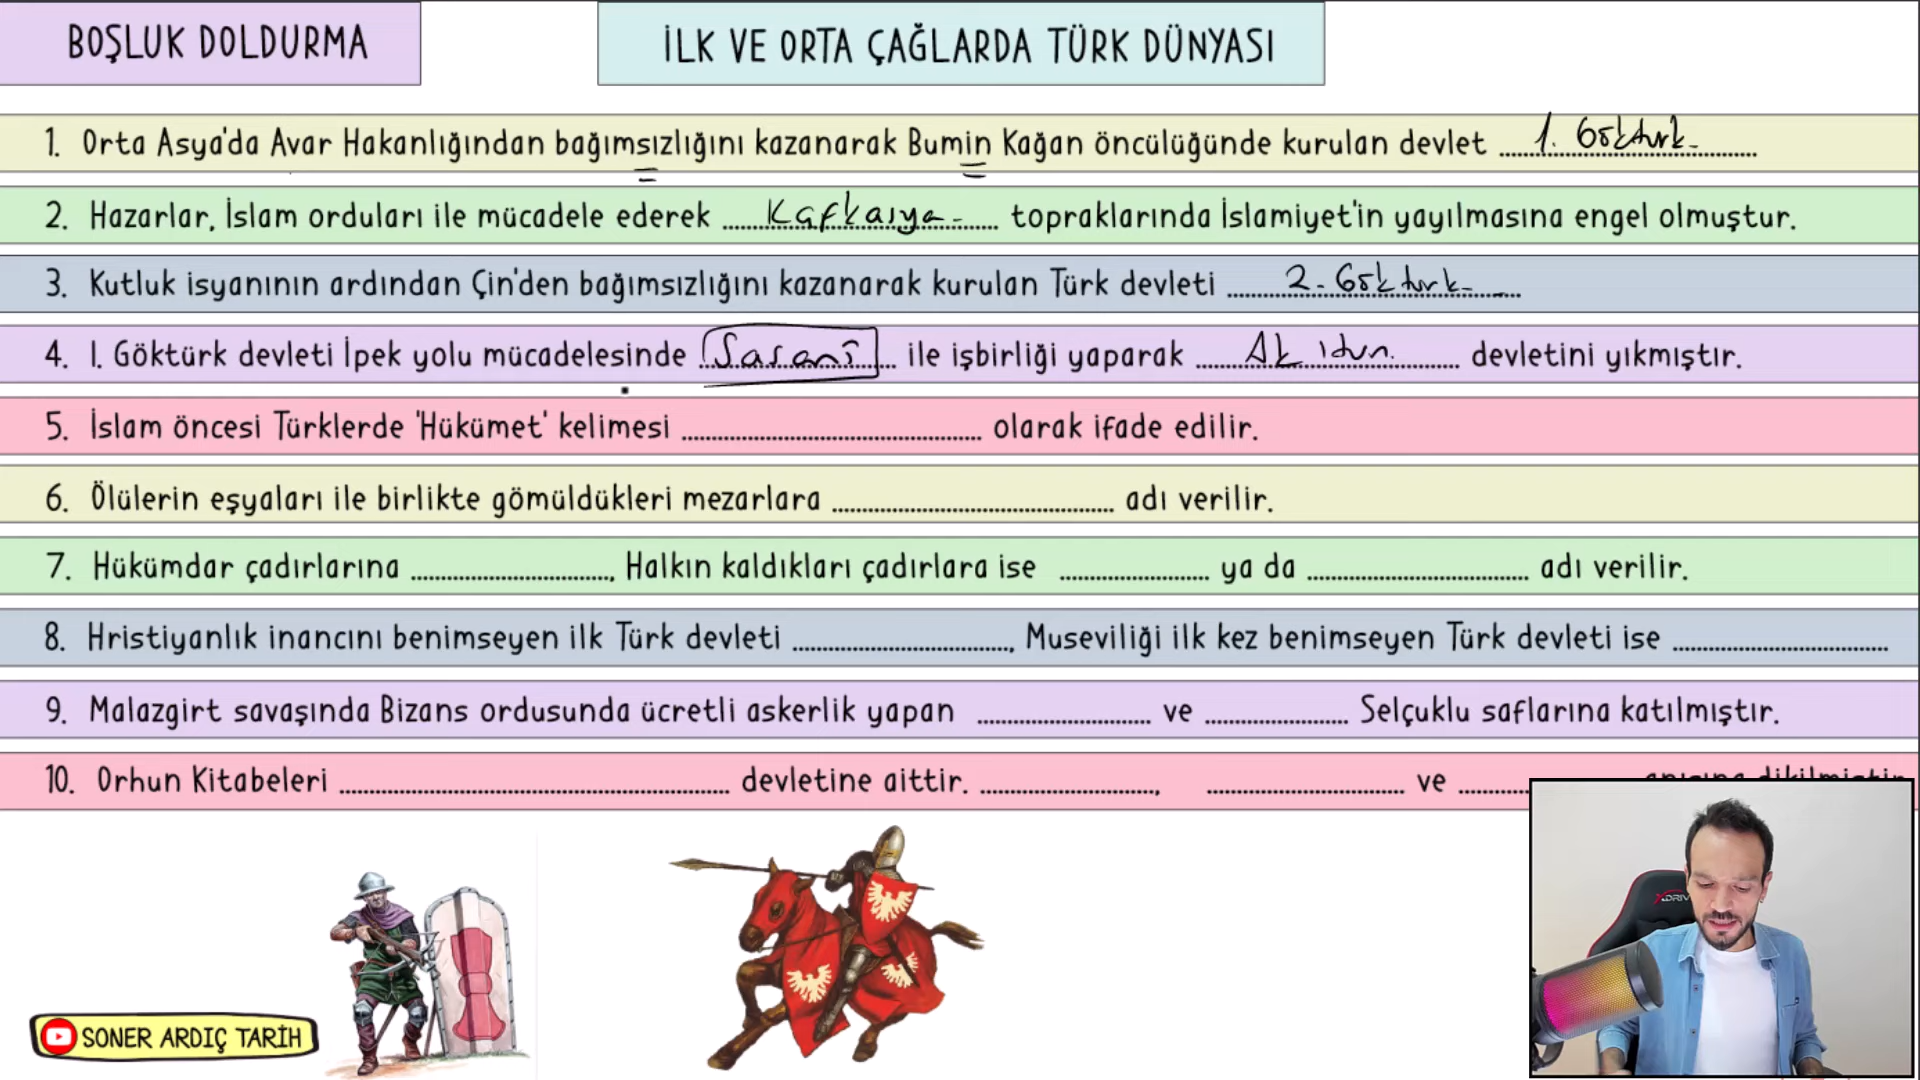 BOŞLUK DOLDURMA
İLK VE ORTA ÇAĞLARDA TÜRK DÜNYASI
1. Orta Asya'da Avar Hakanlığından bağımsızlığını kazanarak Bumin Kağan öncülüğünde kurulan devlet 1. Göktürk
2. Hazarlar, İslam orduları ile mücadele ederek Kafkasya topraklarında İslamiyet'in yayılmasına engel olmuştur.
3. Kutluk isyanının ardından Çin'den bağımsızlığını kazanarak kurulan Türk devleti 2. Göktürk
4. I. Göktürk devleti İpek yolu mücadelesinde Sasani ile işbirliği yaparak Ak Hun devletini yıkmıştır.
5. İslam öncesi Türklerde 'Hükümet' kelimesi .......... olarak ifade edilir.
6. Ölülerin eşyaları ile birlikte gömüldükleri mezarlara .......... adı verilir.
7. Hükümdar çadırlarına .........., Halkın kaldıkları çadırlara ise .......... ya da .......... adı verilir.
8. Hristiyanlık inancını benimseyen ilk Türk devleti .........., Museviliği ilk kez benimseyen Türk devleti ise ..........
9. Malazgirt savaşında Bizans ordusunda ücretli askerlik yapan .......... ve .......... Selçuklu saflarına katılmıştır.
10. Orhun Kitabeleri .......... devletine aittir. .........., .......... ve ..........
SONER ARDIÇ TARİH